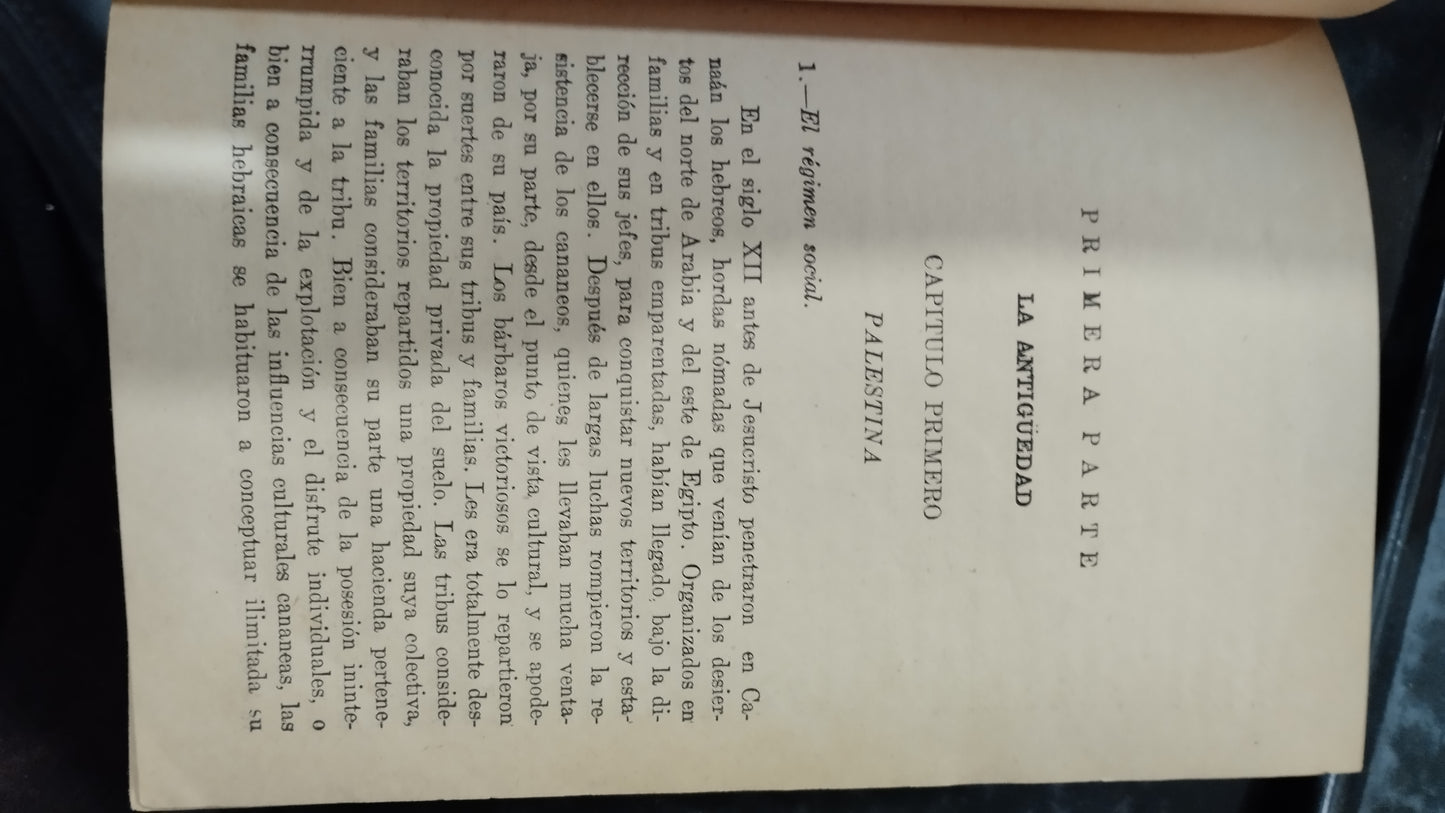 PRIMERA PARTE
LA ANTIGÜEDAD
CAPITULO PRIMERO
PALESTINA
1.—El régimen social.
En el siglo XII antes de Jesucristo penetraron en Ca-
naán los hebreos, hordas nómadas que venían de los desier-
tos del norte de Arabia y del este de Egipto. Organizados en
familias y en tribus emparentadas, habían llegado, bajo la di-
rección de sus jefes, para conquistar nuevos territorios y esta-
blecerse en ellos. Después de largas luchas rompieron la re-
sistencia de los cananeos, quienes les llevaban mucha venta-
ja, por su parte, desde el punto de vista cultural, y se apode-
raron de su país. Los bárbaros victoriosos se lo repartieron
por suertes entre sus tribus y familias. Les era totalmente des-
conocida la propiedad privada del suelo. Las tribus conside-
raban los territorios repartidos una propiedad suya colectiva,
y las familias consideraban su parte una hacienda pertene-
ciente a la tribu. Bien a consecuencia de la posesión ininte-
rrumpida y de la explotación y el disfrute individuales, o
bien a consecuencia de las influencias culturales cananeas, las
familias hebraicas se habituaron a conceptuar ilimitada su